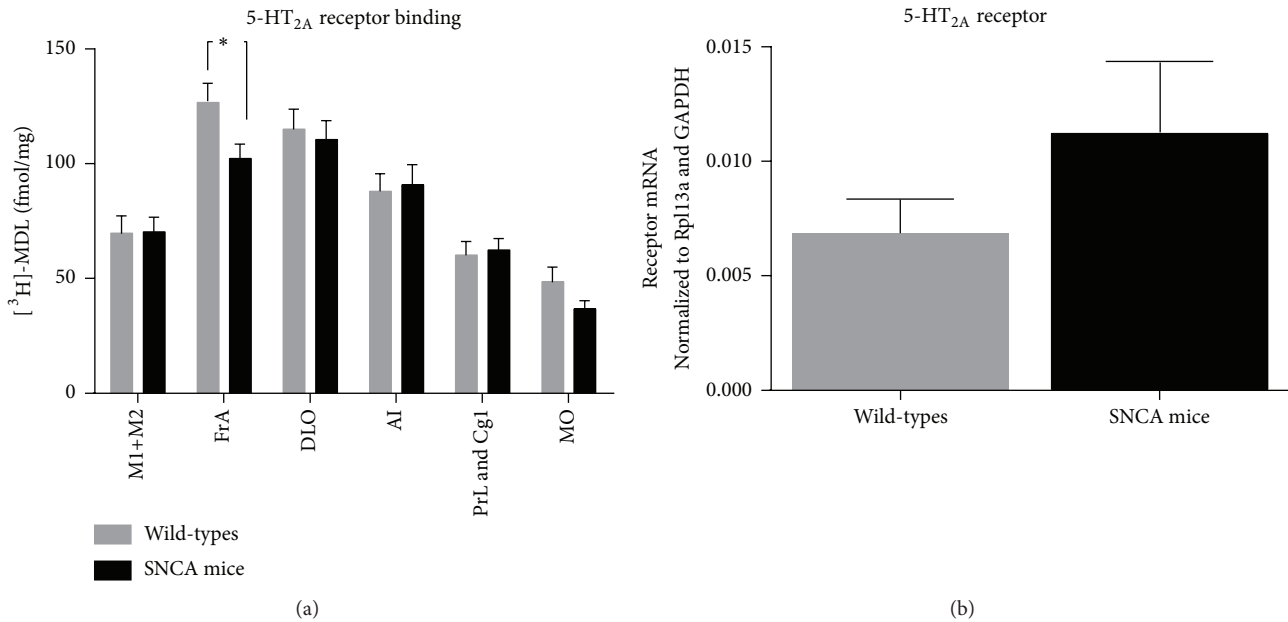 5-HT2A receptor binding
*
150
100
50
0
[3H]-MDL (fmol/mg)
M1+M2
FrA
DLO
AI
PrL and Cg1
MO
Wild-types
SNCA mice
(a)
5-HT2A receptor
0.015
0.010
0.005
0.000
Receptor mRNA
Normalized to Rpl13a and GAPDH
Wild-types
SNCA mice
(b)